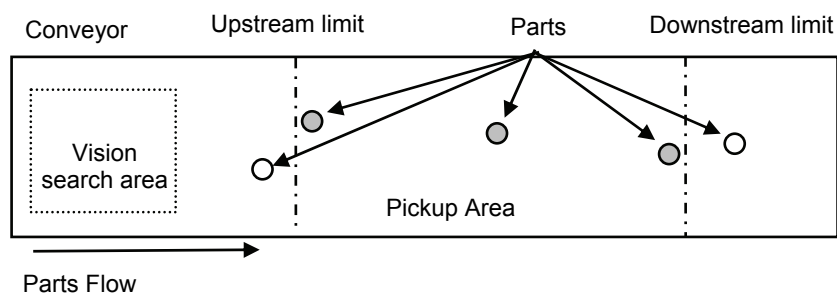 Conveyor
Upstream limit
Parts
Downstream limit
Vision
search area
Pickup Area
Parts Flow